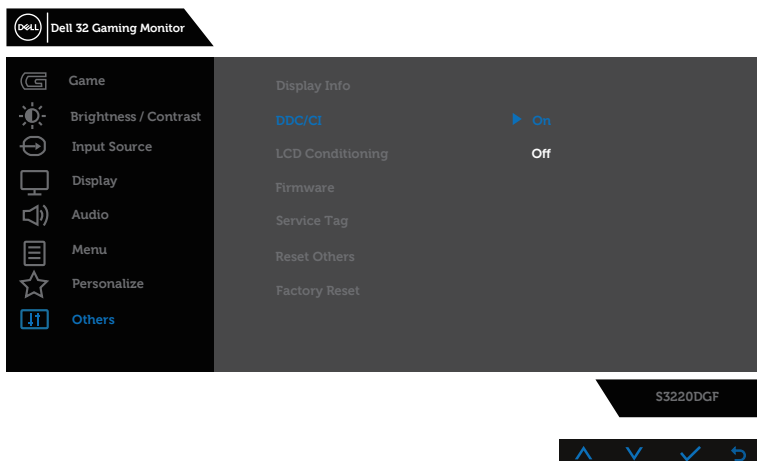 DELL
Dell 32 Gaming Monitor
Game
Brightness / Contrast
Input Source
Display
Audio
Menu
Personalize
Others
Display Info
DDC/CI
On
LCD Conditioning
Off
Firmware
Service Tag
Reset Others
Factory Reset
S3220DGF